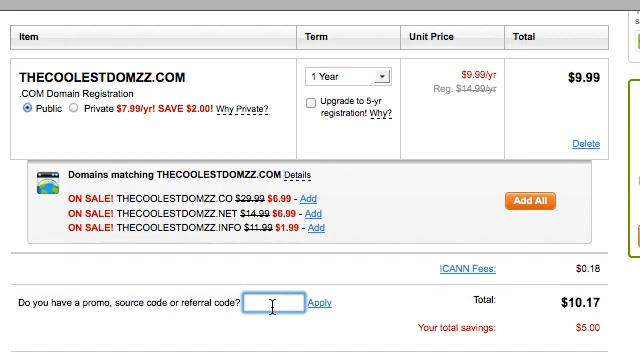 Item Term Unit Price Total
THECOOLESTDOMZZ.COM 1 Year $9.99/yr $9.99
.COM Domain Registration Reg. $14.99/yr
Public Private $7.99/yr! SAVE $2.00! Why Private? Upgrade to 5-yr
registration! Why?
Delete
Domains matching THECOOLESTDOMZZ.COM Details
ON SALE! THECOOLESTDOMZZ.CO $29.99 $6.99 - Add Add All
ON SALE! THECOOLESTDOMZZ.NET $14.99 $6.99 - Add
ON SALE! THECOOLESTDOMZZ.INFO $11.99 $1.99 - Add
ICANN Fees: $0.18
Do you have a promo, source code or referral code? Apply Total: $10.17
Your total savings: $5.00